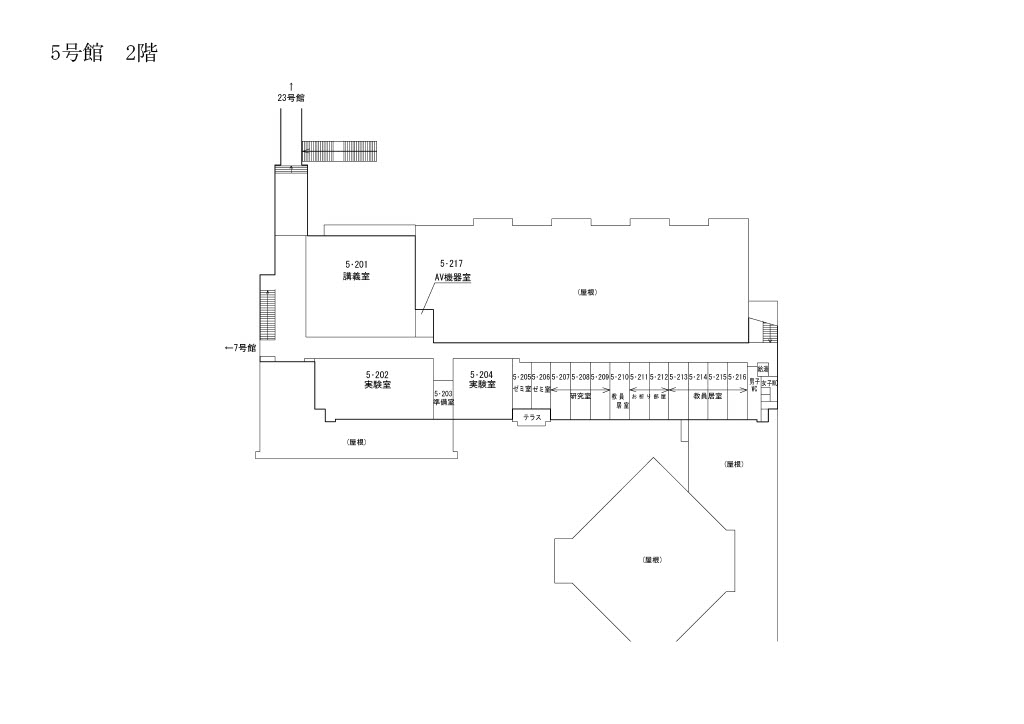 5号館　2階
↑
23号館
5-201
講義室
5-217
AV機器室
(屋根)
←7号館
5-202
実験室
5-203
準備室
5-204
実験室
5-205
ゼミ室
5-206
ゼミ室
5-207
5-208
5-209
研究室
5-210
教員
居室
5-211
5-212
お祈り部屋
5-213
5-214
5-215
5-216
教員居室
男子
WC
給湯
女子WC
テラス
(屋根)
(屋根)
(屋根)